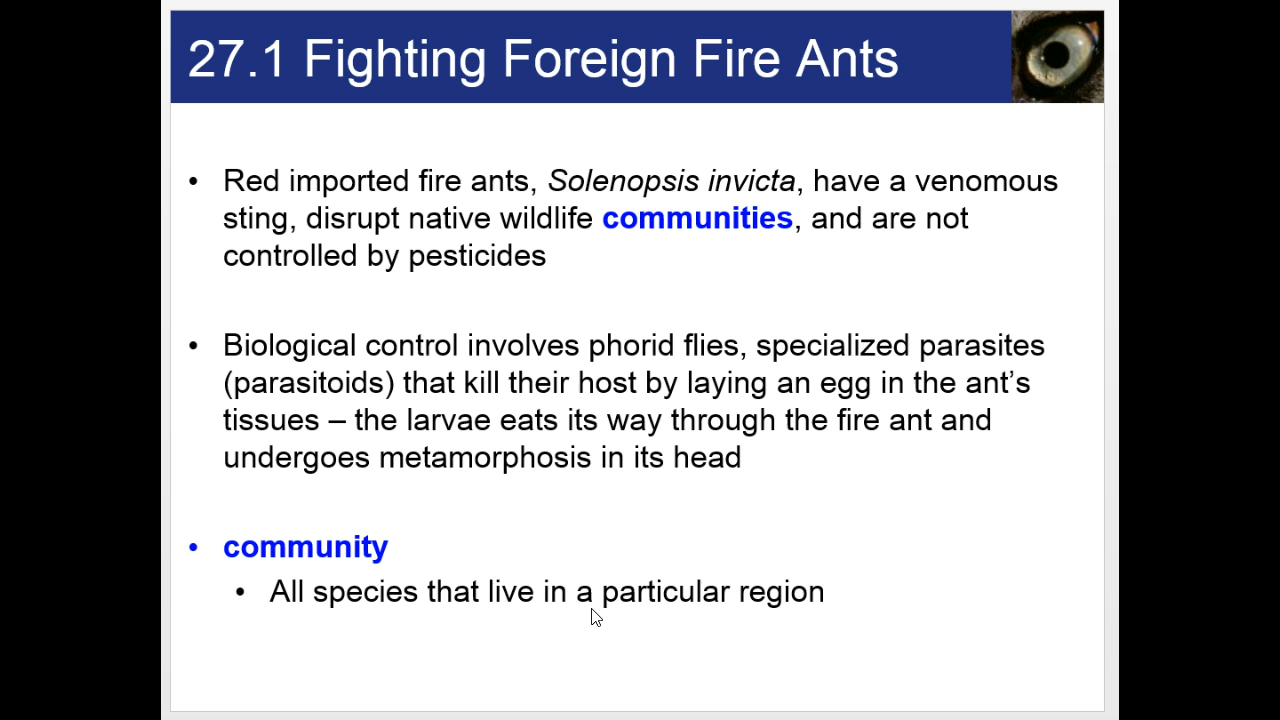 27.1 Fighting Foreign Fire Ants
• Red imported fire ants, Solenopsis invicta, have a venomous
sting, disrupt native wildlife communities, and are not
controlled by pesticides
• Biological control involves phorid flies, specialized parasites
(parasitoids) that kill their host by laying an egg in the ant’s
tissues – the larvae eats its way through the fire ant and
undergoes metamorphosis in its head
• community
• All species that live in a particular region